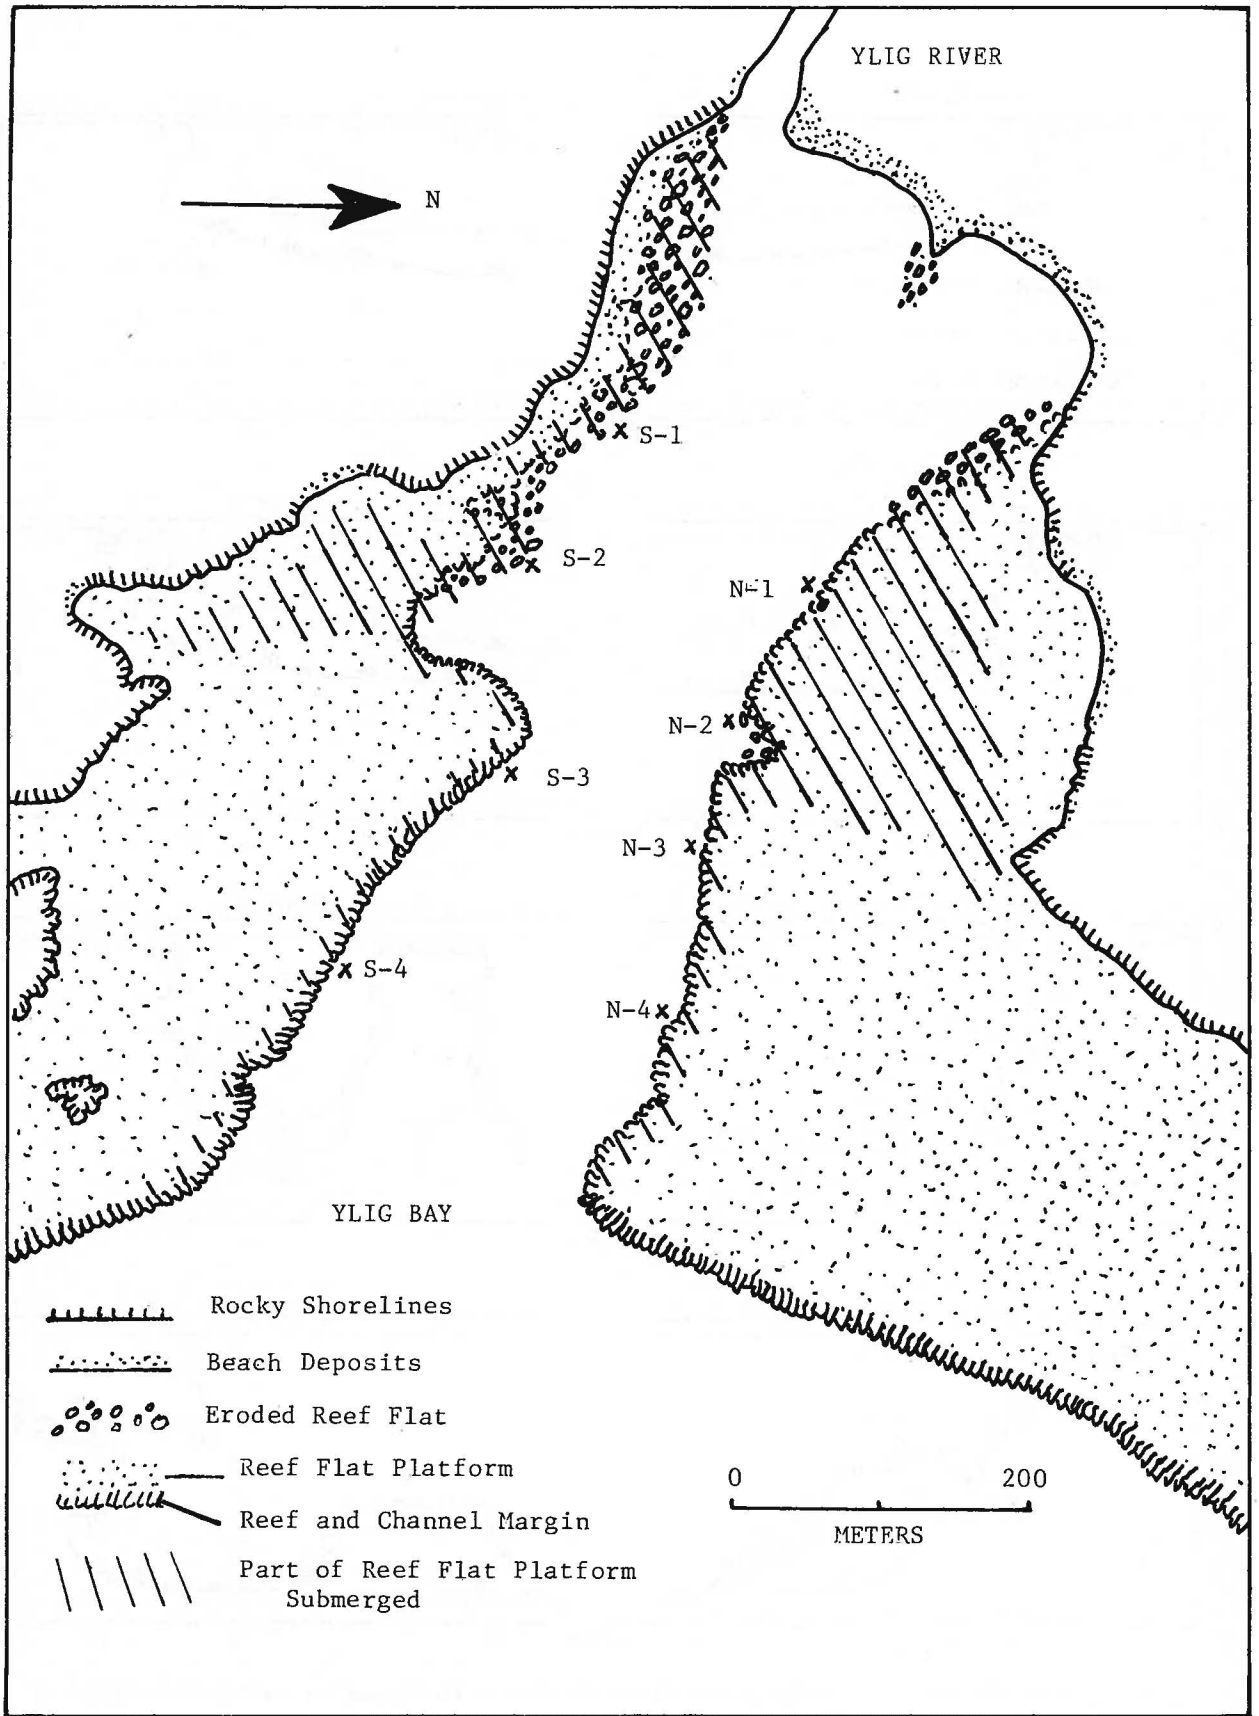 YLIG RIVER
N
S-1
S-2
N-1
N-2
S-3
N-3
S-4
N-4
YLIG BAY
Rocky Shorelines
Beach Deposits
Eroded Reef Flat
Reef Flat Platform
Reef and Channel Margin
Part of Reef Flat Platform
Submerged
0 200
METERS